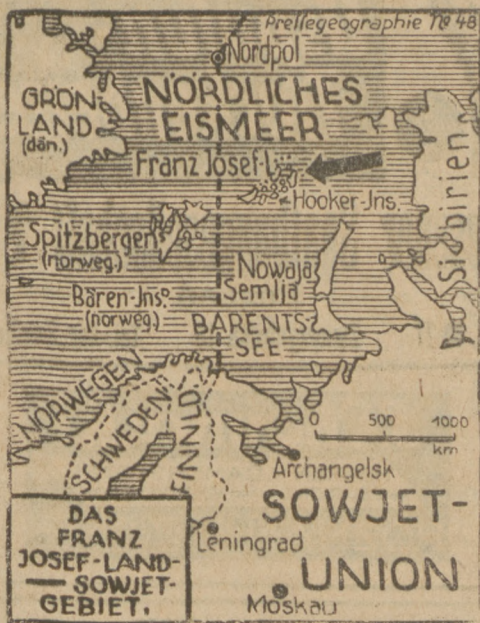 Pressegeographie No 48
Nordpol
GRÖN-
LAND
(dän.)
NÖRDLICHES
EISMEER
Franz Josef-L.
Hooker-Jns.
Sibirien
Spitzbergen
(norweg.)
Nowaja
Semlja
Bären-Jns.
(norweg.)
BARENTS-
SEE
NORWEGEN
SCHWEDEN
FINNLD
0 500 1000
km
Archangelsk
SOWJET-
UNION
Leningrad
Moskau
DAS
FRANZ
JOSEF-LAND-
SOWJET-
GEBIET.